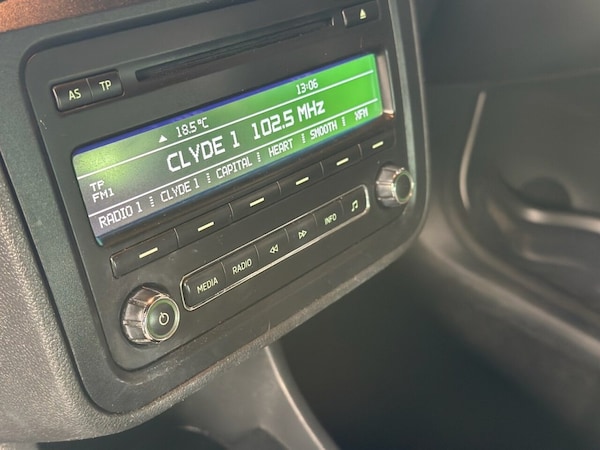 AS TP
18.5°C 13:06
CLYDE 1 102.5 MHz
TP
FM1
RADIO 1 CLYDE 1 CAPITAL HEART SMOOTH XFM
MEDIA RADIO INFO